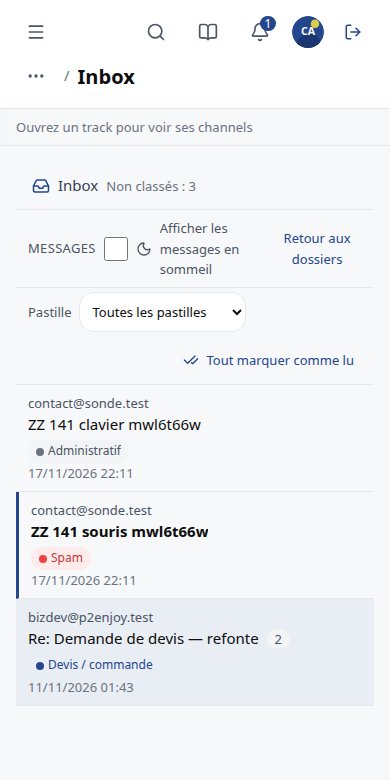 1
CA
... / Inbox
Ouvrez un track pour voir ses channels
Inbox Non classés : 3
MESSAGES
Afficher les
messages en
sommeil
Retour aux
dossiers
Pastille Toutes les pastilles
Tout marquer comme lu
contact@sonde.test
ZZ 141 clavier mwl6t66w
Administratif
17/11/2026 22:11
contact@sonde.test
ZZ 141 souris mwl6t66w
Spam
17/11/2026 22:11
bizdev@p2enjoy.test
Re: Demande de devis — refonte 2
Devis / commande
11/11/2026 01:43